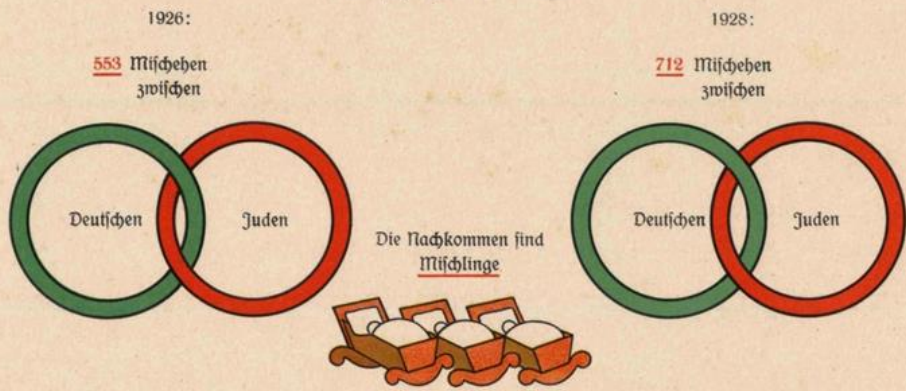 1926:
553 Miſchehen
zwiſchen
Deutſchen
Juden
Die Nachkommen ſind
Miſchlinge
1928:
712 Miſchehen
zwiſchen
Deutſchen
Juden